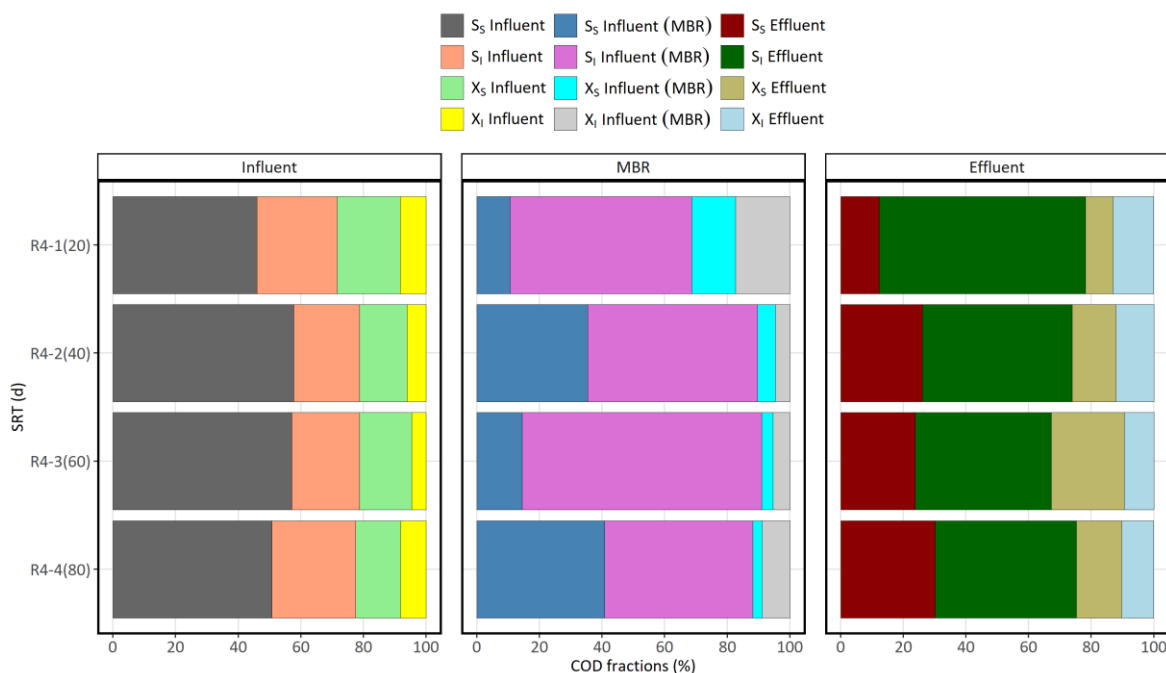 S_S Influent S_S Influent (MBR) S_S Effluent
S_I Influent S_I Influent (MBR) S_I Effluent
X_S Influent X_S Influent (MBR) X_S Effluent
X_I Influent X_I Influent (MBR) X_I Effluent
Influent MBR Effluent
R4-1(20)
R4-2(40)
R4-3(60)
R4-4(80)
SRT (d)
0 20 40 60 80 100 0 20 40 60 80 100 0 20 40 60 80 100
COD fractions (%)